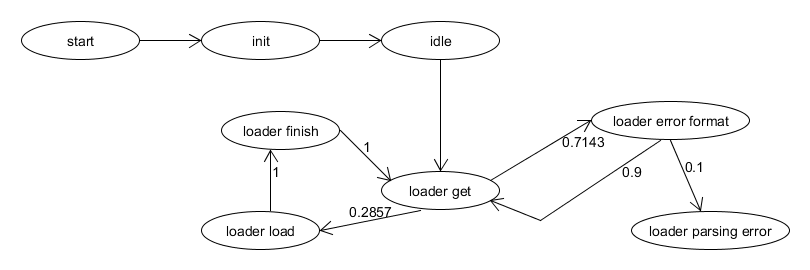 start
init
idle
loader finish
loader error format
1
0.7143
1
0.9
0.1
loader get
0.2857
loader load
loader parsing error